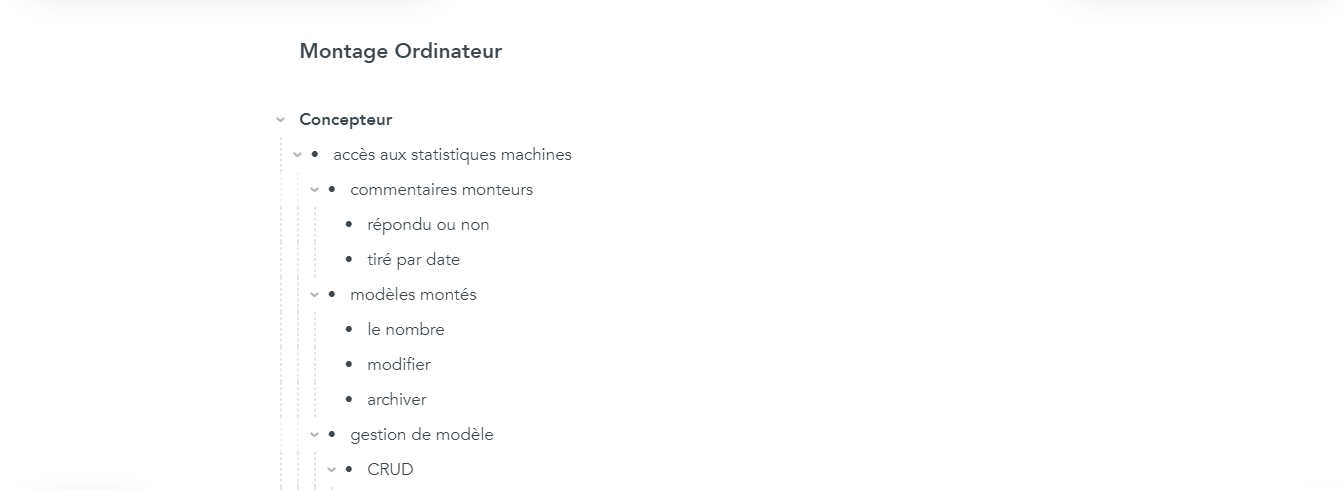 Montage Ordinateur
Concepteur
accès aux statistiques machines
commentaires monteurs
répondu ou non
tiré par date
modèles montés
le nombre
modifier
archiver
gestion de modèle
CRUD